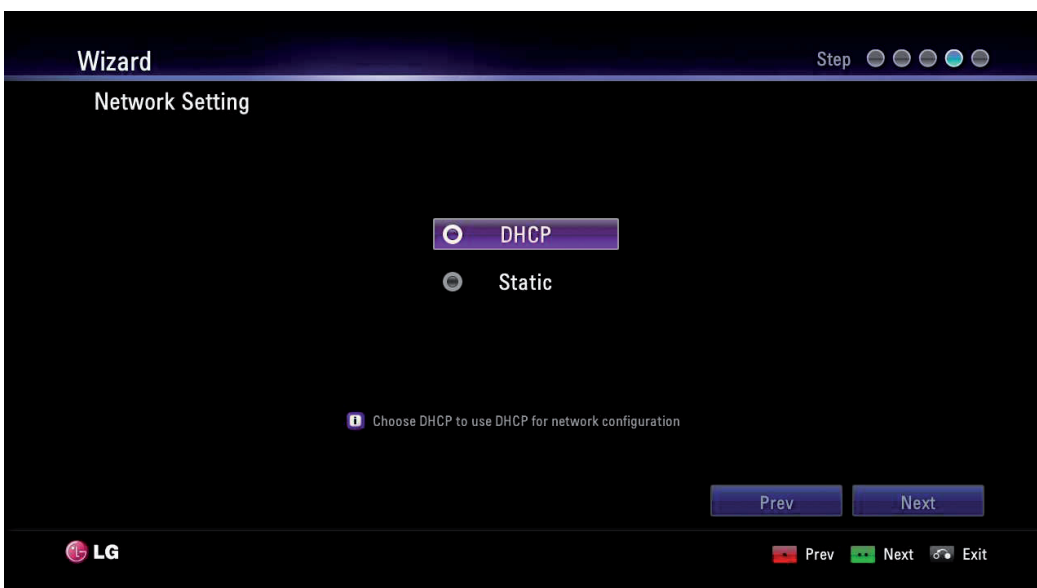 Wizard
Step
Network Setting
DHCP
Static
Choose DHCP to use DHCP for network configuration
Prev Next
LG Prev Next Exit